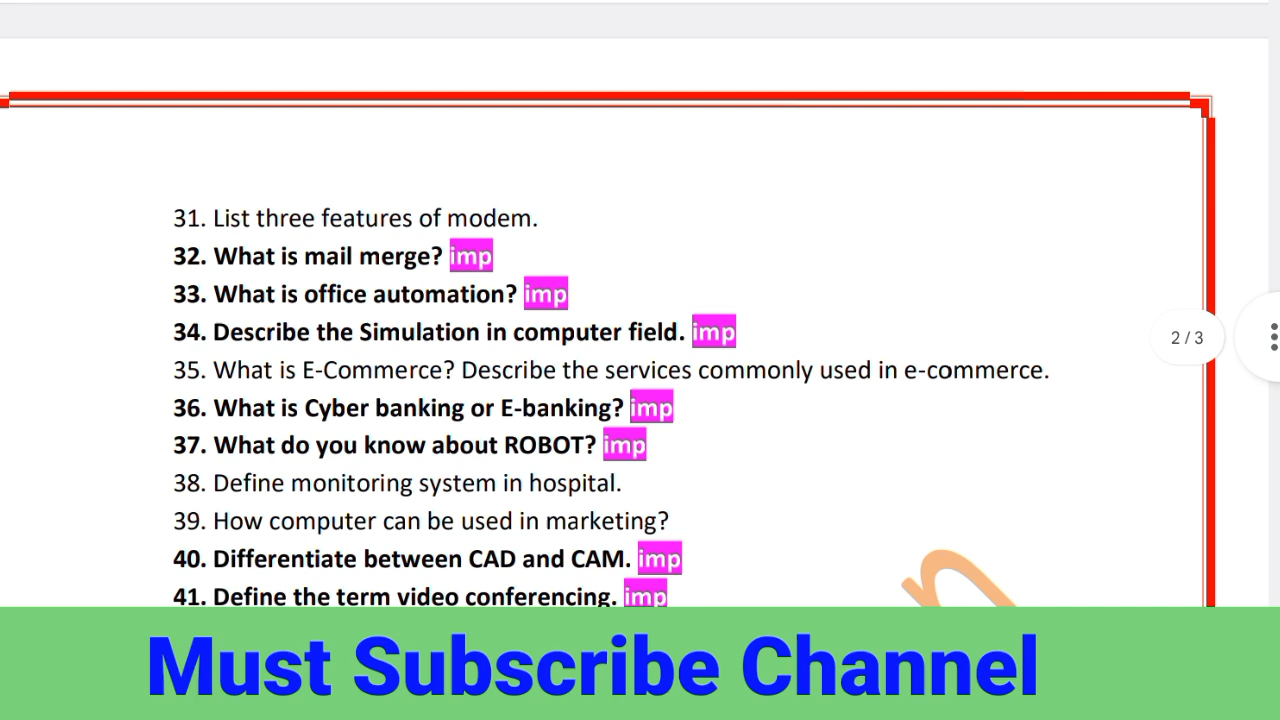 31. List three features of modem.
32. What is mail merge? imp
33. What is office automation? imp
34. Describe the Simulation in computer field. imp
35. What is E-Commerce? Describe the services commonly used in e-commerce.
2 / 3
36. What is Cyber banking or E-banking? imp
37. What do you know about ROBOT? imp
38. Define monitoring system in hospital.
39. How computer can be used in marketing?
40. Differentiate between CAD and CAM. imp
41. Define the term video conferencing. imp
Must Subscribe Channel